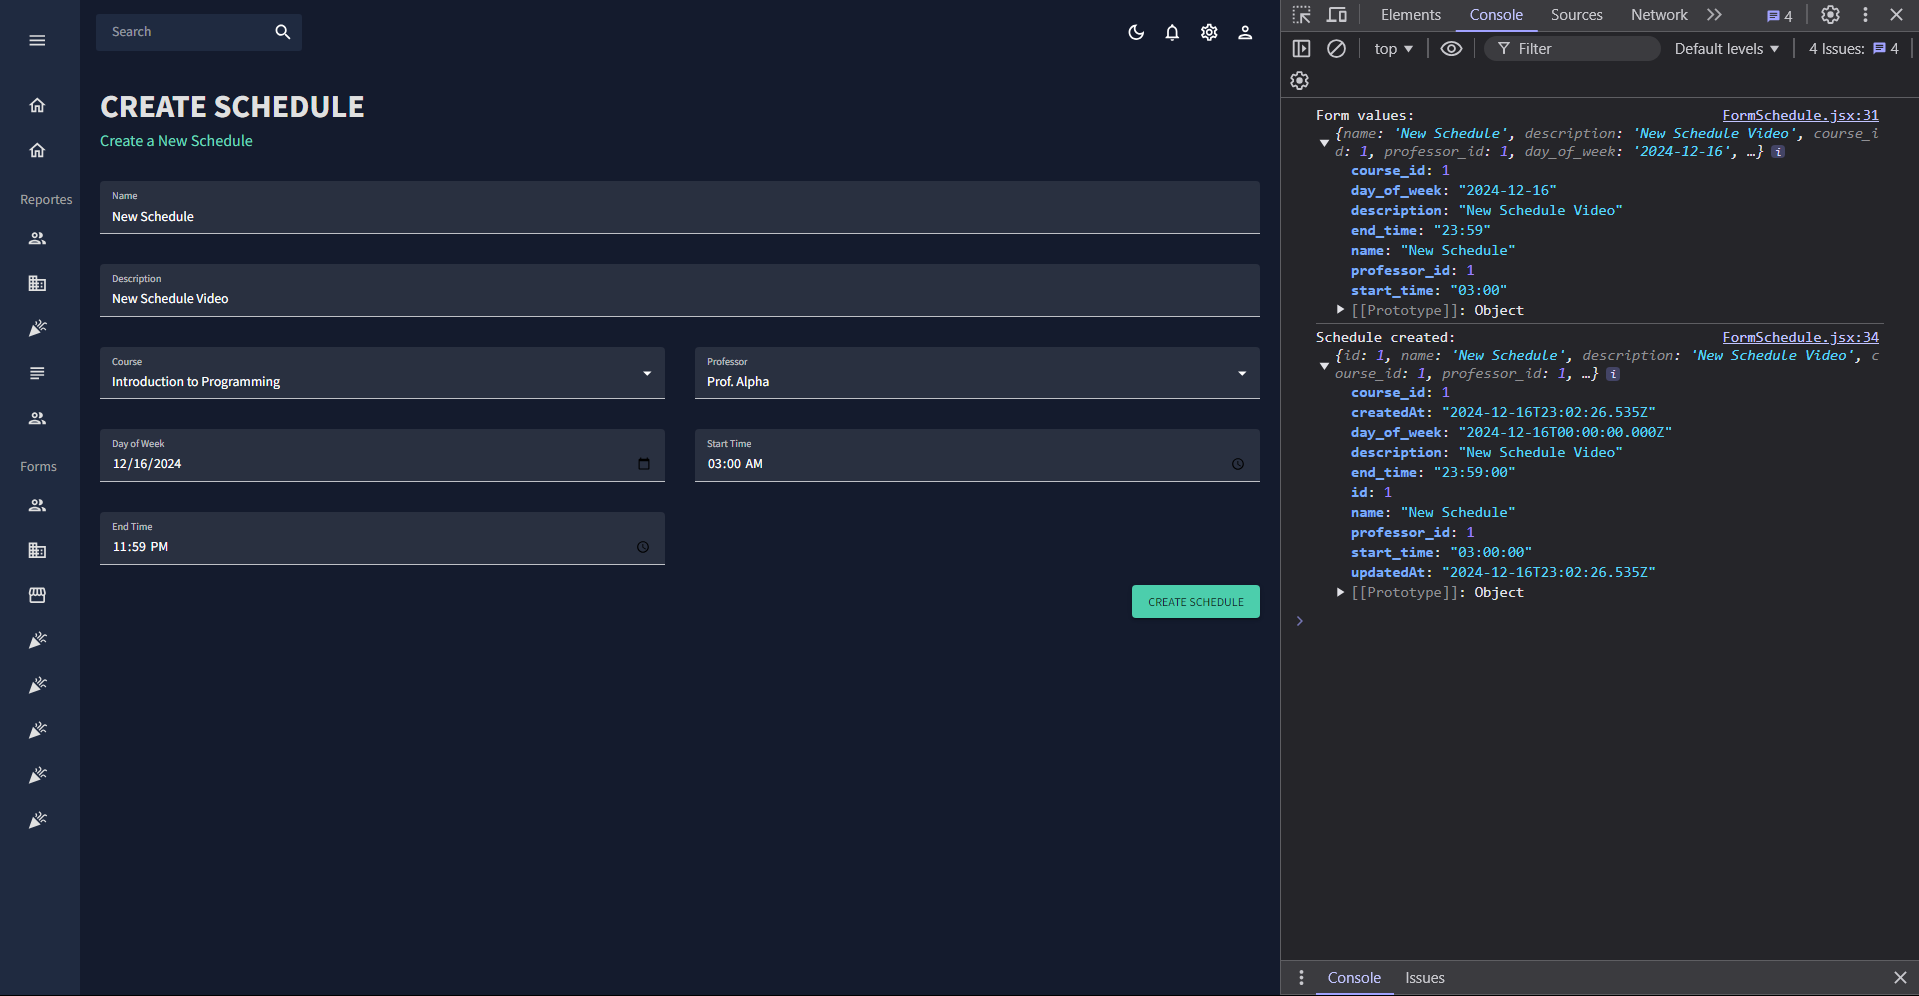 Search
Reportes
Forms
CREATE SCHEDULE
Create a New Schedule
Name
New Schedule
Description
New Schedule Video
Course
Introduction to Programming
Professor
Prof. Alpha
Day of Week
12/16/2024
Start Time
03:00 AM
End Time
11:59 PM
CREATE SCHEDULE
Elements Console Sources Network 4
top Filter Default levels 4 Issues: 4
Form values: FormSchedule.jsx:31
{name: 'New Schedule', description: 'New Schedule Video', course_i
d: 1, professor_id: 1, day_of_week: '2024-12-16', …} i
course_id: 1
day_of_week: "2024-12-16"
description: "New Schedule Video"
end_time: "23:59"
name: "New Schedule"
professor_id: 1
start_time: "03:00"
[[Prototype]]: Object
Schedule created: FormSchedule.jsx:34
{id: 1, name: 'New Schedule', description: 'New Schedule Video', c
ourse_id: 1, professor_id: 1, …} i
course_id: 1
createdAt: "2024-12-16T23:02:26.535Z"
day_of_week: "2024-12-16T00:00:00.000Z"
description: "New Schedule Video"
end_time: "23:59:00"
id: 1
name: "New Schedule"
professor_id: 1
start_time: "03:00:00"
updatedAt: "2024-12-16T23:02:26.535Z"
[[Prototype]]: Object
Console Issues